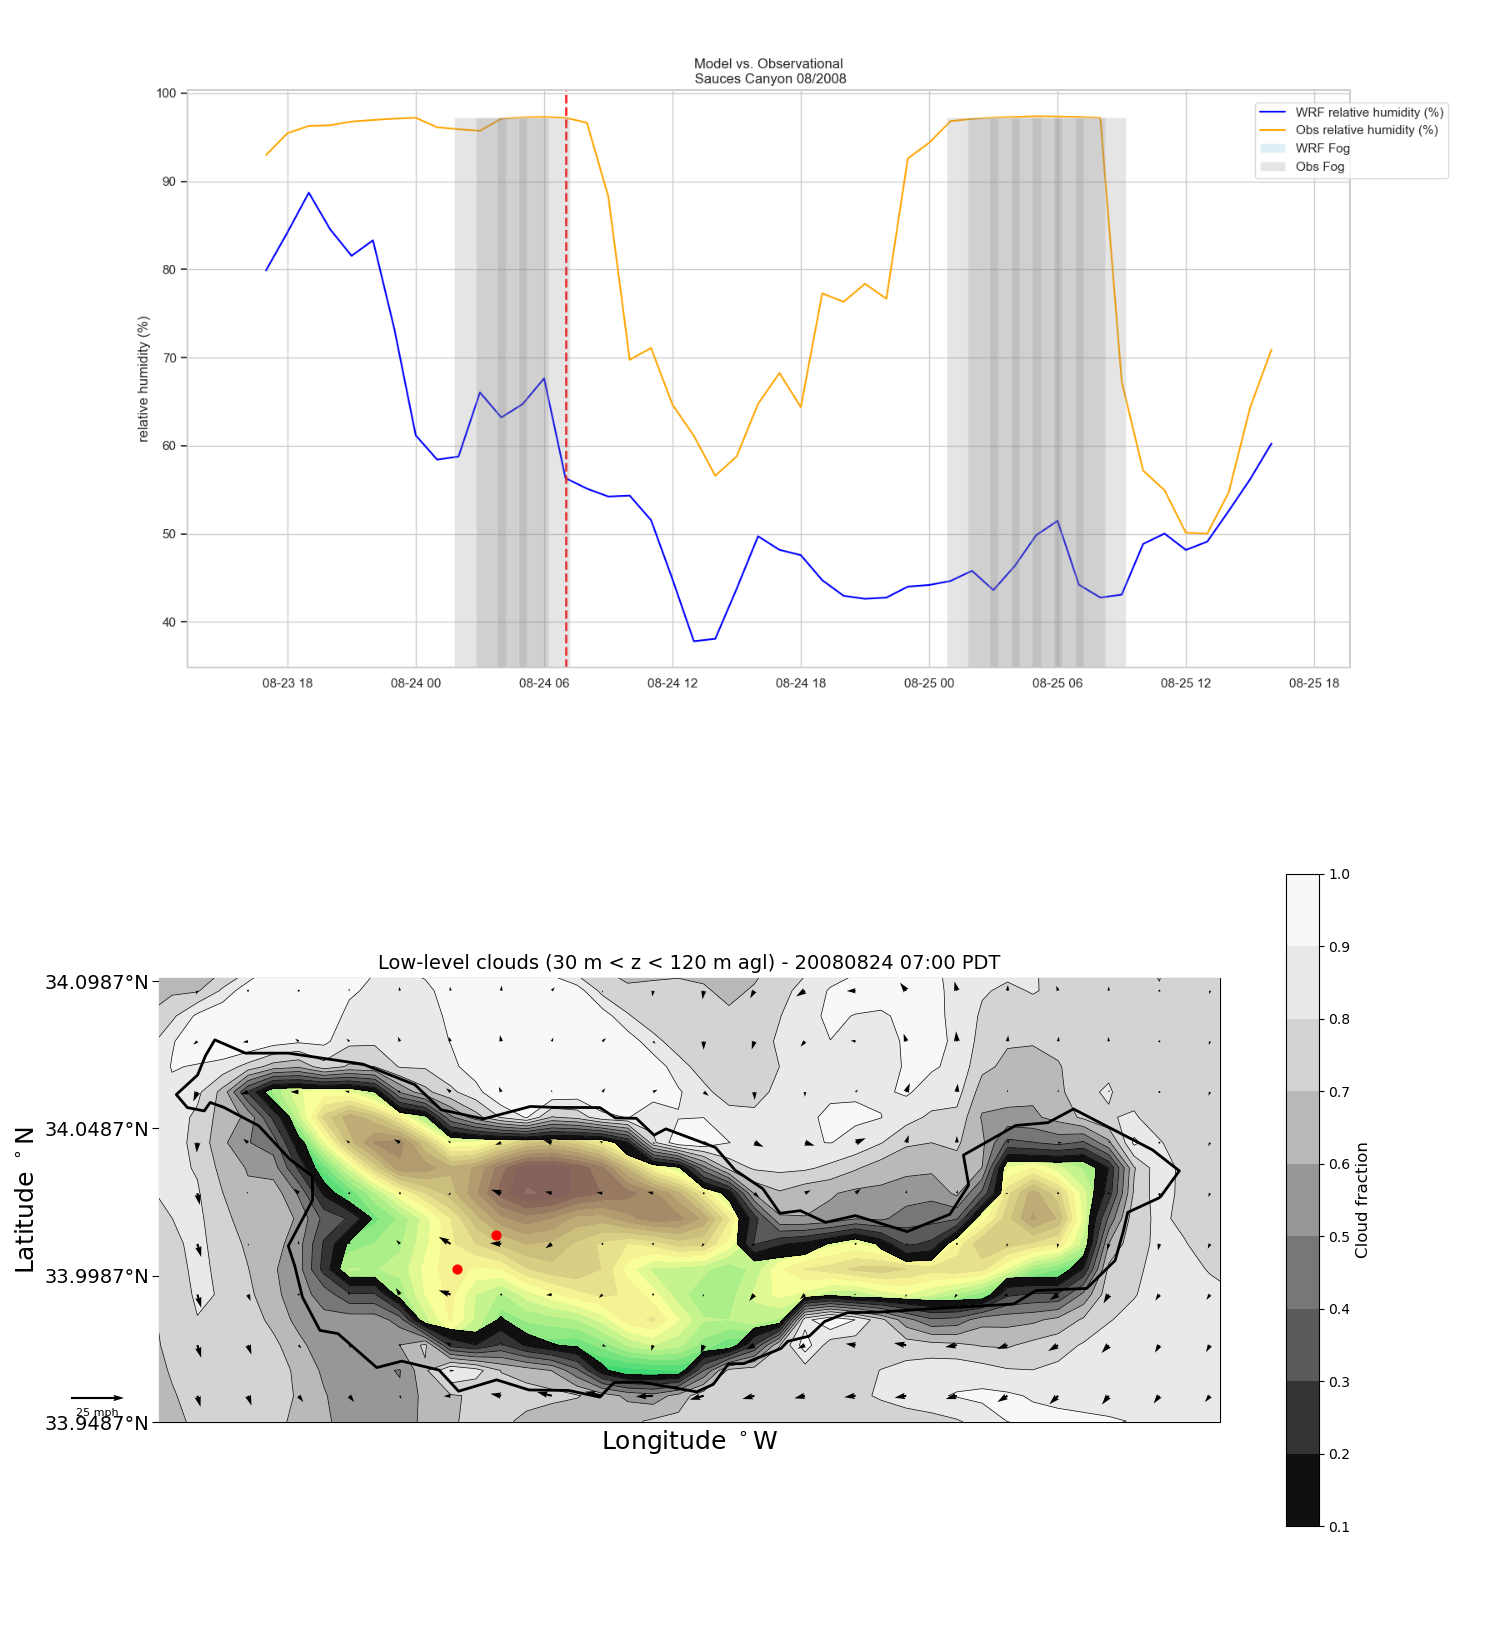 Model vs. Observational
Sauces Canyon 08/2008
100
90
80
70
60
50
40
relative humidity (%)
WRF relative humidity (%)
Obs relative humidity (%)
WRF Fog
Obs Fog
08-23 18
08-24 00
08-24 06
08-24 12
08-24 18
08-25 00
08-25 06
08-25 12
08-25 18
Low-level clouds (30 m < z < 120 m agl) - 20080824 07:00 PDT
34.0987°N
34.0487°N
33.9987°N
33.9487°N
Latitude °N
25 mph
Longitude °W
1.0
0.9
0.8
0.7
0.6
0.5
0.4
0.3
0.2
0.1
Cloud fraction